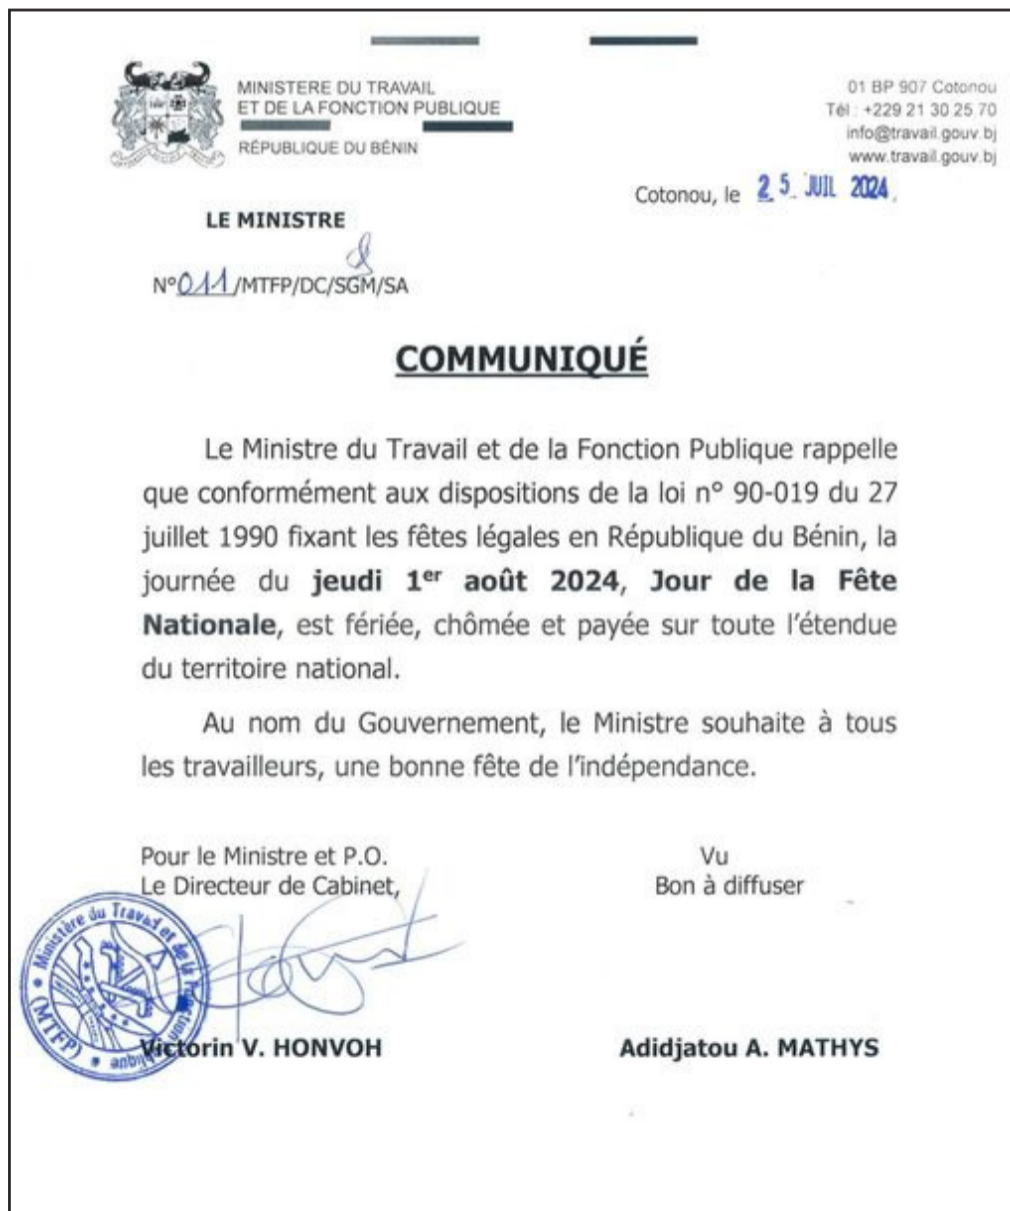 MINISTERE DU TRAVAIL
ET DE LA FONCTION PUBLIQUE
RÉPUBLIQUE DU BÉNIN
01 BP 907 Cotonou
Tél : +229 21 30 25 70
info@travail.gouv.bj
www.travail.gouv.bj
Cotonou, le 25 JUIL 2024
LE MINISTRE
N°011/MTFP/DC/SGM/SA
COMMUNIQUÉ
Le Ministre du Travail et de la Fonction Publique rappelle
que conformément aux dispositions de la loi n° 90-019 du 27
juillet 1990 fixant les fêtes légales en République du Bénin, la
journée du jeudi 1er août 2024, Jour de la Fête
Nationale, est fériée, chômée et payée sur toute l'étendue
du territoire national.
Au nom du Gouvernement, le Ministre souhaite à tous
les travailleurs, une bonne fête de l'indépendance.
Pour le Ministre et P.O.
Le Directeur de Cabinet,
Vu
Bon à diffuser
Ministère du Travail et de la Fonction Publique
(MTFP)
Victorin V. HONVOH
Adidjatou A. MATHYS